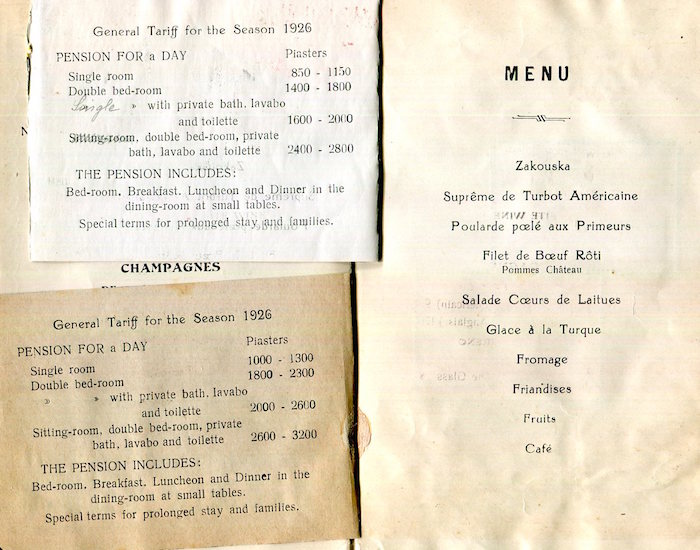 General Tariff for the Season 1926
PENSION FOR a DAY Piasters
Single room 850 - 1150
Double bed-room 1400 - 1800
Single » with private bath, lavabo
and toilette 1600 - 2000
Sitting-room, double bed-room, private
bath, lavabo and toilette 2400 - 2800
THE PENSION INCLUDES:
Bed-room, Breakfast, Luncheon and Dinner in the
dining-room at small tables.
Special terms for prolonged stay and families.
CHAMPAGNES
General Tariff for the Season 1926
PENSION FOR a DAY Piasters
Single room 1000 - 1300
Double bed-room 1800 - 2300
» » with private bath, lavabo
and toilette 2000 - 2600
Sitting-room, double bed-room, private
bath, lavabo and toilette 2600 - 3200
THE PENSION INCLUDES:
Bed-room, Breakfast, Luncheon and Dinner in the
dining-room at small tables.
Special terms for prolonged stay and families.
MENU
Zakouska
Suprême de Turbot Américaine
Poularde pœlé aux Primeurs
Filet de Bœuf Rôti
Pommes Château
Salade Cœurs de Laitues
Glace à la Turque
Fromage
Friandises
Fruits
Café